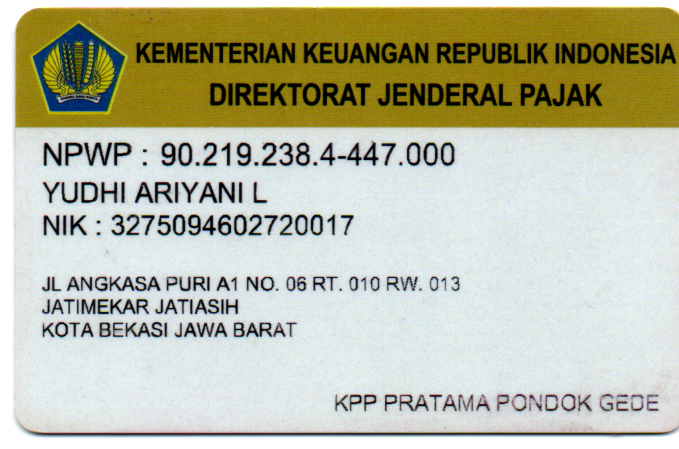 KEMENTERIAN KEUANGAN REPUBLIK INDONESIA
DIREKTORAT JENDERAL PAJAK
NPWP : 90.219.238.4-447.000
YUDHI ARIYANI L
NIK : 3275094602720017
JL ANGKASA PURI A1 NO. 06 RT. 010 RW. 013
JATIMEKAR JATIASIH
KOTA BEKASI JAWA BARAT
KPP PRATAMA PONDOK GEDE